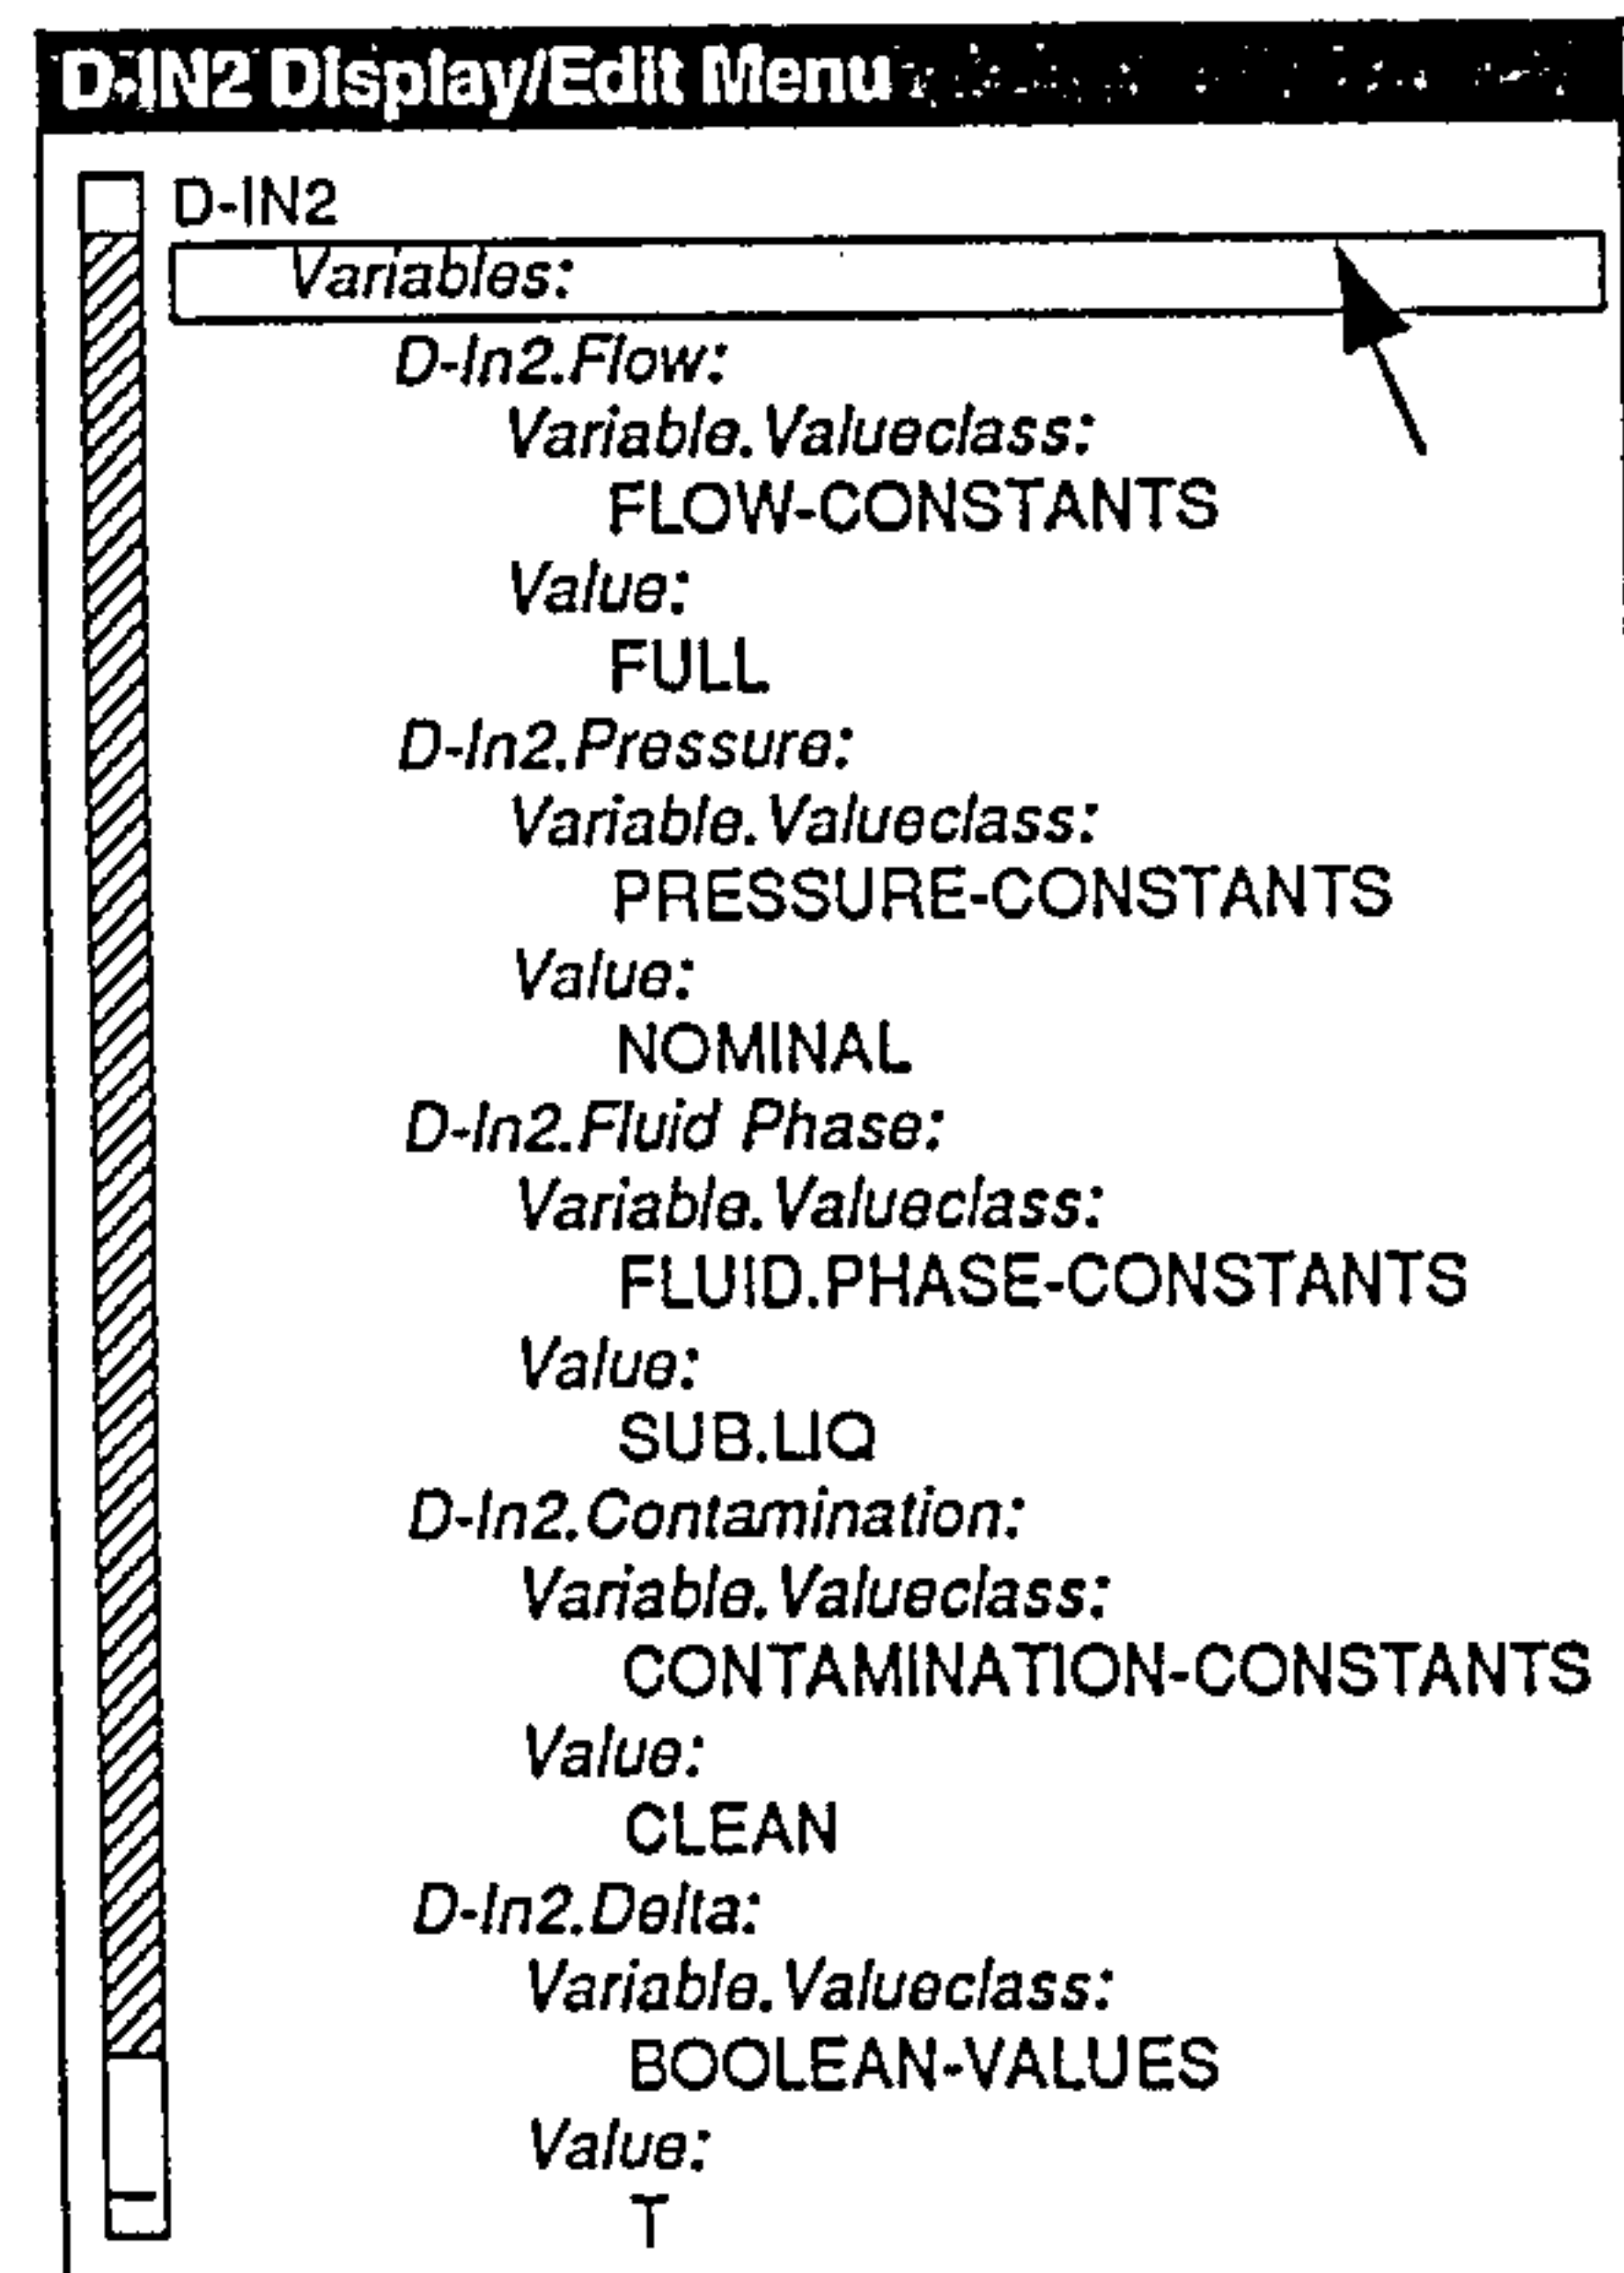 D-IN2 Display/Edit Menu
D-IN2
Variables:
D-In2.Flow:
Variable.Valueclass:
FLOW-CONSTANTS
Value:
FULL
D-In2.Pressure:
Variable.Valueclass:
PRESSURE-CONSTANTS
Value:
NOMINAL
D-In2.Fluid Phase:
Variable.Valueclass:
FLUID.PHASE-CONSTANTS
Value:
SUB.LIQ
D-In2.Contamination:
Variable.Valueclass:
CONTAMINATION-CONSTANTS
Value:
CLEAN
D-In2.Delta:
Variable.Valueclass:
BOOLEAN-VALUES
Value:
T